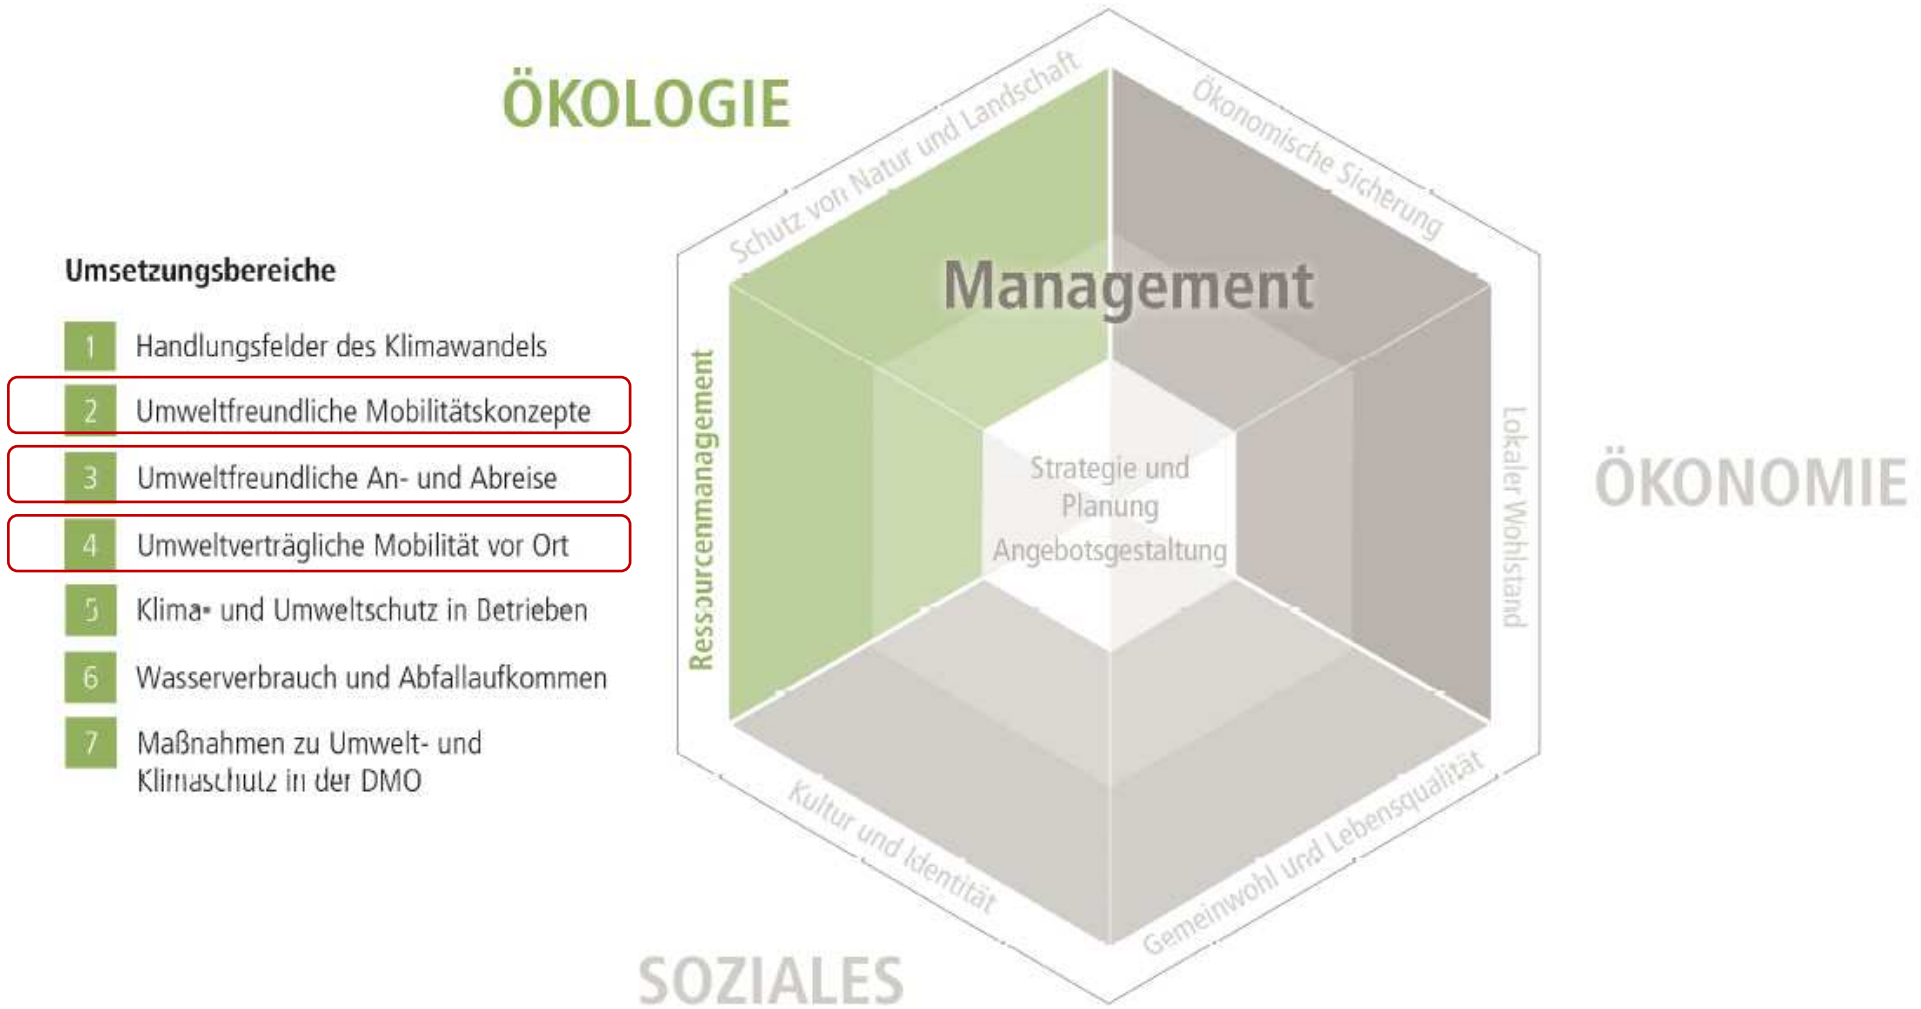 ÖKOLOGIE
Schutz von Natur und Landschaft
Ökonomische Sicherung
Management
Umsetzungsbereiche
1 Handlungsfelder des Klimawandels
2 Umweltfreundliche Mobilitätskonzepte
3 Umweltfreundliche An- und Abreise
4 Umweltverträgliche Mobilität vor Ort
5 Klima- und Umweltschutz in Betrieben
6 Wasserverbrauch und Abfallaufkommen
7 Maßnahmen zu Umwelt- und
Klimaschutz in der DMO
Ressourcenmanagement
Strategie und
Planung
Angebotsgestaltung
Lokaler Wohlstand
ÖKONOMIE
Kultur und Identität
Gemeinwohl und Lebensqualität
SOZIALES